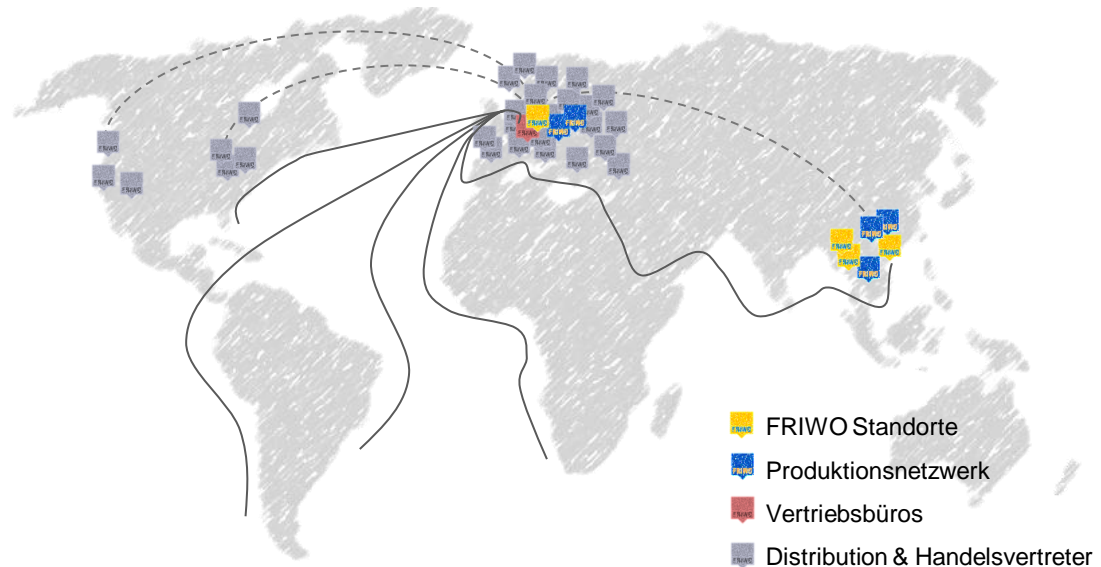 FRIWO Standorte
Produktionsnetzwerk
Vertriebsbüros
Distribution & Handelsvertreter